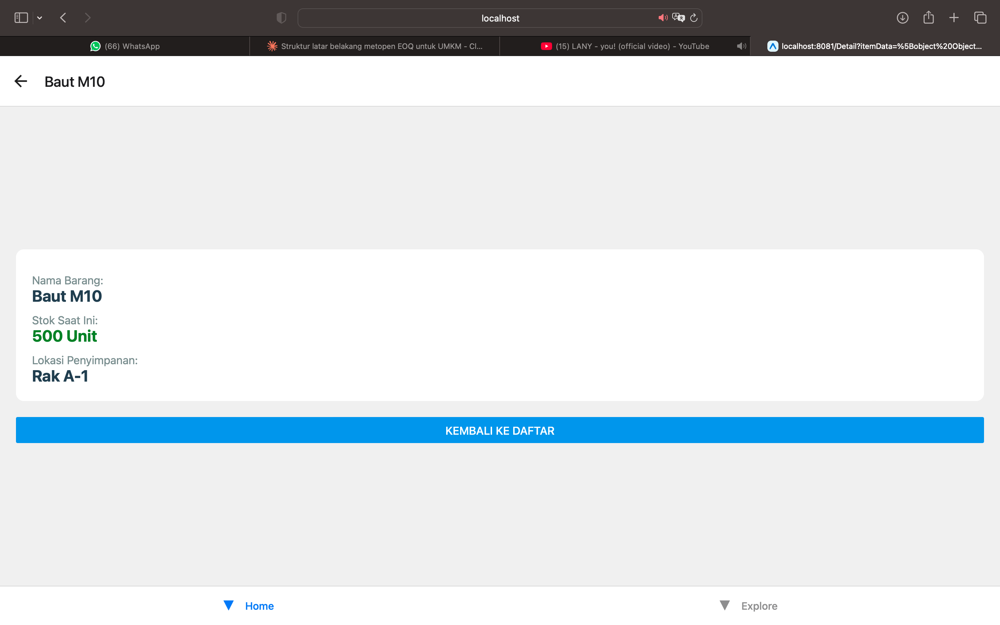 localhost
(66) WhatsApp
Struktur latar belakang metopen EOQ untuk UMKM - Cl...
(15) LANY - you! (official video) - YouTube
localhost:8081/Detail?itemData=%5Bobject%20Object...
Baut M10
Nama Barang:
Baut M10
Stok Saat Ini:
500 Unit
Lokasi Penyimpanan:
Rak A-1
KEMBALI KE DAFTAR
Home
Explore